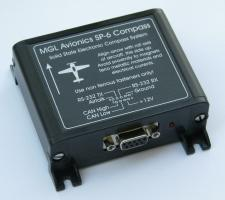 MGL Avionics SP-6 Compass
Solid State Electronic Compass System
Align arrow with roll axis
of aircraft, this side up
Avoid proximity to magnetic
ferro metallic materials and
electrical currents.
Use non ferrous fasteners only!
RS-232 TX
RS-232 RX
Airtalk
Ground
CAN High
+12V
CAN Low